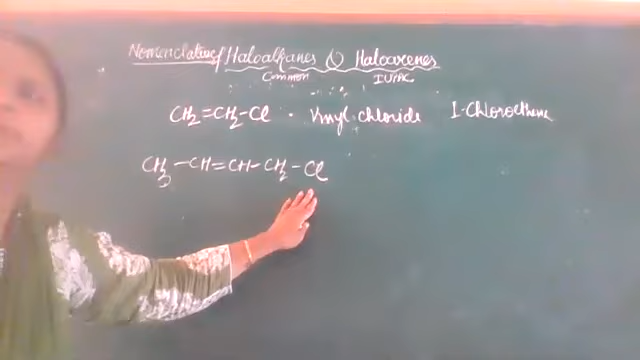 Nomenclature of Haloalkanes & Haloarenes
Common IUPAC
CH2=CH2-Cl . Vinyl chloride 1-Chloroethene
CH3-CH=CH-CH2-Cl